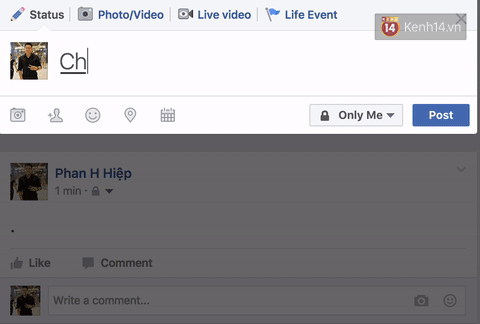 Status Photo/Video Live video Life Event
14 Kenh14.vn
Ch
Only Me Post
Phan H Hiệp
1 min ·
.
Like Comment
Write a comment...